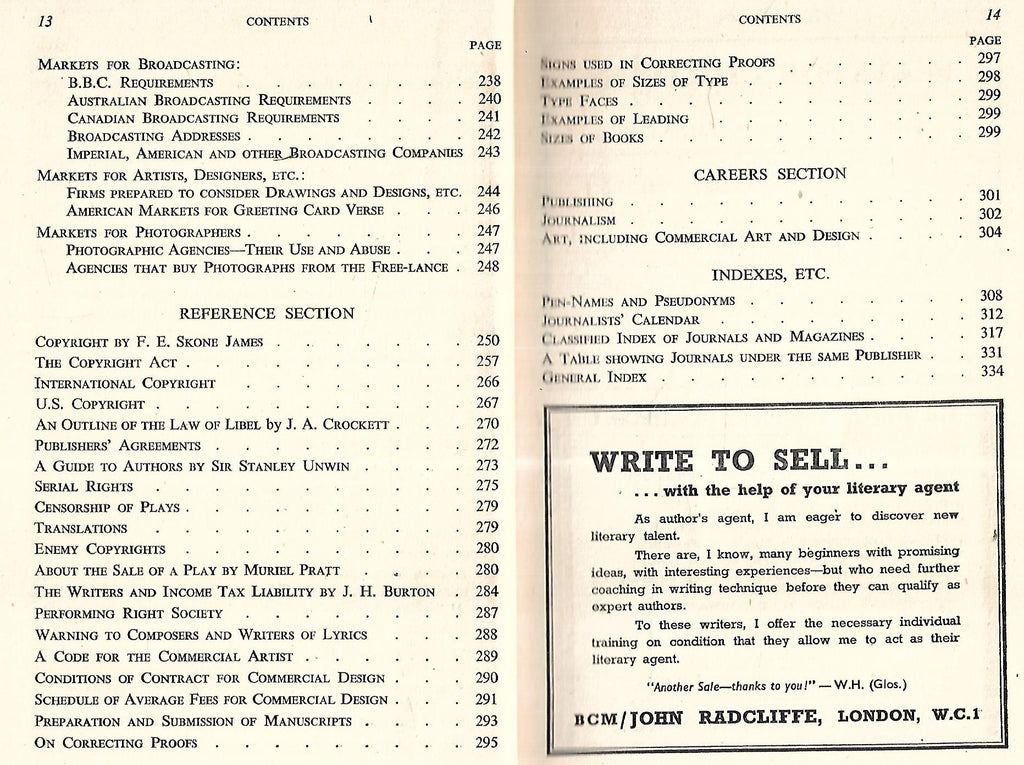 13 CONTENTS
PAGE
MARKETS FOR BROADCASTING:
B.B.C. REQUIREMENTS . . . . . . . 238
AUSTRALIAN BROADCASTING REQUIREMENTS . . . . 240
CANADIAN BROADCASTING REQUIREMENTS . . . . 241
BROADCASTING ADDRESSES . . . . . . . 242
IMPERIAL, AMERICAN AND OTHER BROADCASTING COMPANIES 243
MARKETS FOR ARTISTS, DESIGNERS, ETC.:
FIRMS PREPARED TO CONSIDER DRAWINGS AND DESIGNS, ETC. 244
AMERICAN MARKETS FOR GREETING CARD VERSE . . . 246
MARKETS FOR PHOTOGRAPHERS . . . . . . . 247
PHOTOGRAPHIC AGENCIES—THEIR USE AND ABUSE . . . 247
AGENCIES THAT BUY PHOTOGRAPHS FROM THE FREE-LANCE . 248
REFERENCE SECTION
COPYRIGHT BY F. E. SKONE JAMES . . . . . . 250
THE COPYRIGHT ACT . . . . . . . . 257
INTERNATIONAL COPYRIGHT . . . . . . . 266
U.S. COPYRIGHT . . . . . . . . . 267
AN OUTLINE OF THE LAW OF LIBEL by J. A. CROCKETT . . . 270
PUBLISHERS' AGREEMENTS . . . . . . . 272
A GUIDE TO AUTHORS BY SIR STANLEY UNWIN . . . . 273
SERIAL RIGHTS . . . . . . . . . 275
CENSORSHIP OF PLAYS . . . . . . . . 279
TRANSLATIONS . . . . . . . . . 279
ENEMY COPYRIGHTS . . . . . . . . 280
ABOUT THE SALE OF A PLAY BY MURIEL PRATT . . . . 280
THE WRITERS AND INCOME TAX LIABILITY BY J. H. BURTON . 284
PERFORMING RIGHT SOCIETY . . . . . . . 287
WARNING TO COMPOSERS AND WRITERS OF LYRICS . . . 288
A CODE FOR THE COMMERCIAL ARTIST . . . . . 289
CONDITIONS OF CONTRACT FOR COMMERCIAL DESIGN . . . 290
SCHEDULE OF AVERAGE FEES FOR COMMERCIAL DESIGN . . . 291
PREPARATION AND SUBMISSION OF MANUSCRIPTS . . . . 293
ON CORRECTING PROOFS . . . . . . . 295
CONTENTS 14
PAGE
SIGNS USED IN CORRECTING PROOFS . . . . . 297
EXAMPLES OF SIZES OF TYPE . . . . . . 298
TYPE FACES . . . . . . . . . 299
EXAMPLES OF LEADING . . . . . . . 299
SIZES OF BOOKS . . . . . . . . 299
CAREERS SECTION
PUBLISHING . . . . . . . . . 301
JOURNALISM . . . . . . . . . 302
ART, INCLUDING COMMERCIAL ART AND DESIGN . . . . 304
INDEXES, ETC.
PEN-NAMES AND PSEUDONYMS . . . . . . 308
JOURNALISTS' CALENDAR . . . . . . . 312
CLASSIFIED INDEX OF JOURNALS AND MAGAZINES . . . . 317
A TABLE SHOWING JOURNALS UNDER THE SAME PUBLISHER . . 331
GENERAL INDEX . . . . . . . . . 334
WRITE TO SELL...
...with the help of your literary agent
As author's agent, I am eager to discover new
literary talent.
There are, I know, many beginners with promising
ideas, with interesting experiences—but who need further
coaching in writing technique before they can qualify as
expert authors.
To these writers, I offer the necessary individual
training on condition that they allow me to act as their
literary agent.
"Another Sale—thanks to you!" — W.H. (Glos.)
BCM/JOHN RADCLIFFE, LONDON, W.C.1